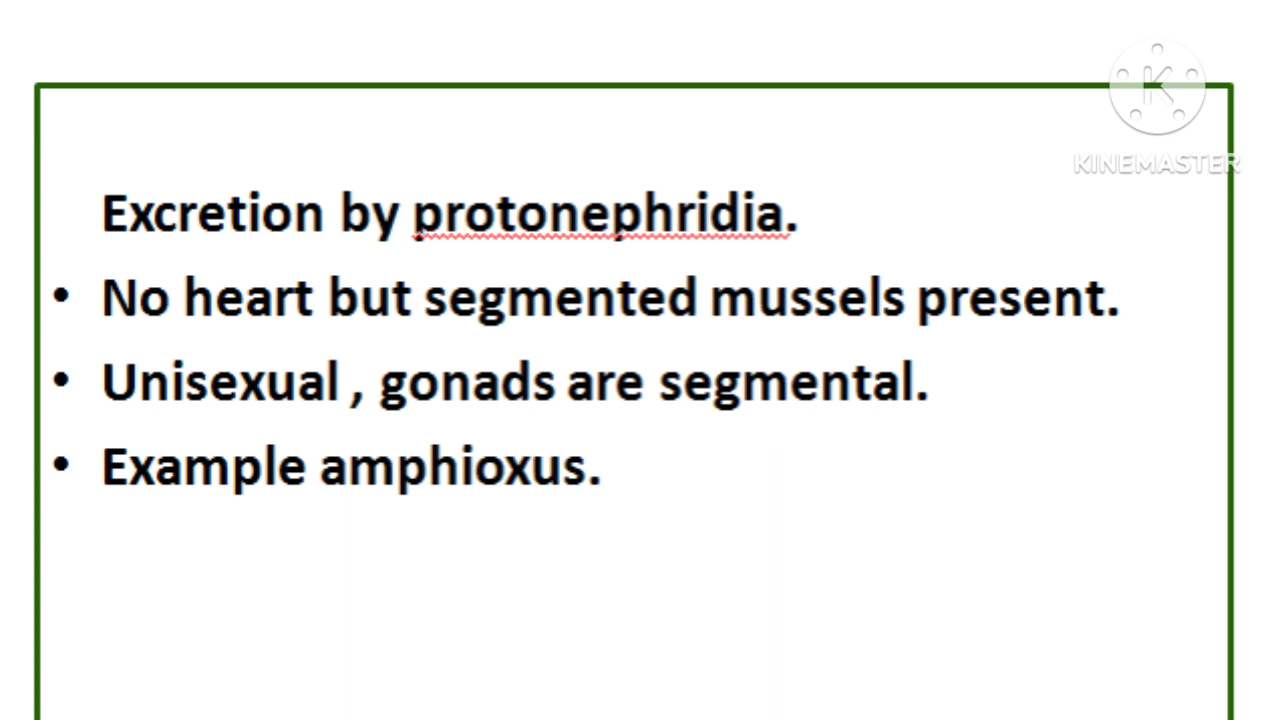 KINEMASTER
Excretion by protonephridia.
• No heart but segmented mussels present.
• Unisexual , gonads are segmental.
• Example amphioxus.